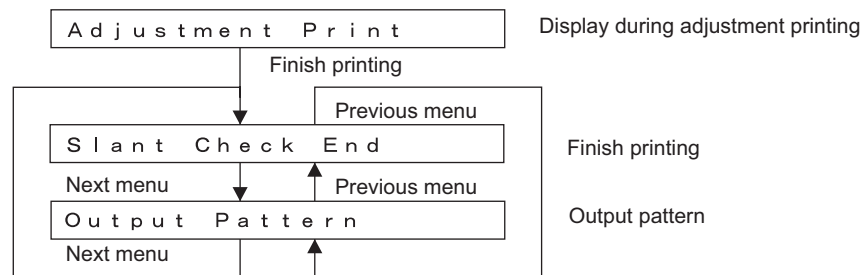 Adjustment Print
Display during adjustment printing
Finish printing
Previous menu
Slant Check End
Finish printing
Next menu
Previous menu
Output Pattern
Output pattern
Next menu